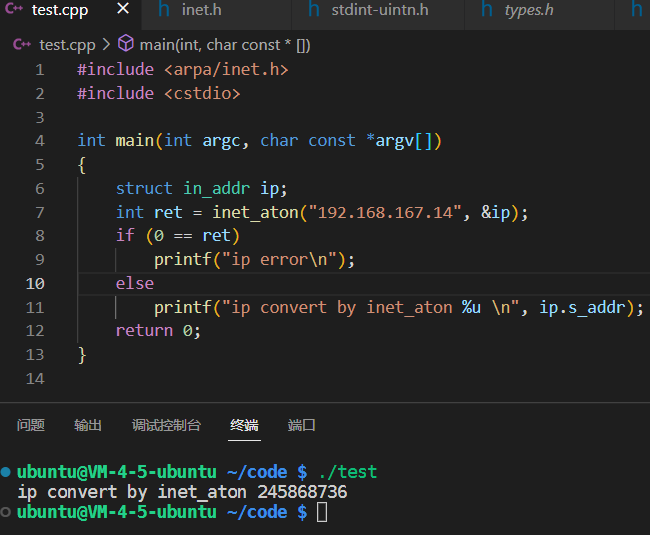 test.cpp × h inet.h h stdint-uintn.h h types.h h
test.cpp > main(int, char const * [])
1 #include <arpa/inet.h>
2 #include <cstdio>
3
4 int main(int argc, char const *argv[])
5 {
6 struct in_addr ip;
7 int ret = inet_aton("192.168.167.14", &ip);
8 if (0 == ret)
9 printf("ip error\n");
10 else
11 printf("ip convert by inet_aton %u \n", ip.s_addr);
12 return 0;
13 }
14
问题 输出 调试控制台 终端 端口
ubuntu@VM-4-5-ubuntu ~/code $ ./test
ip convert by inet_aton 245868736
ubuntu@VM-4-5-ubuntu ~/code $